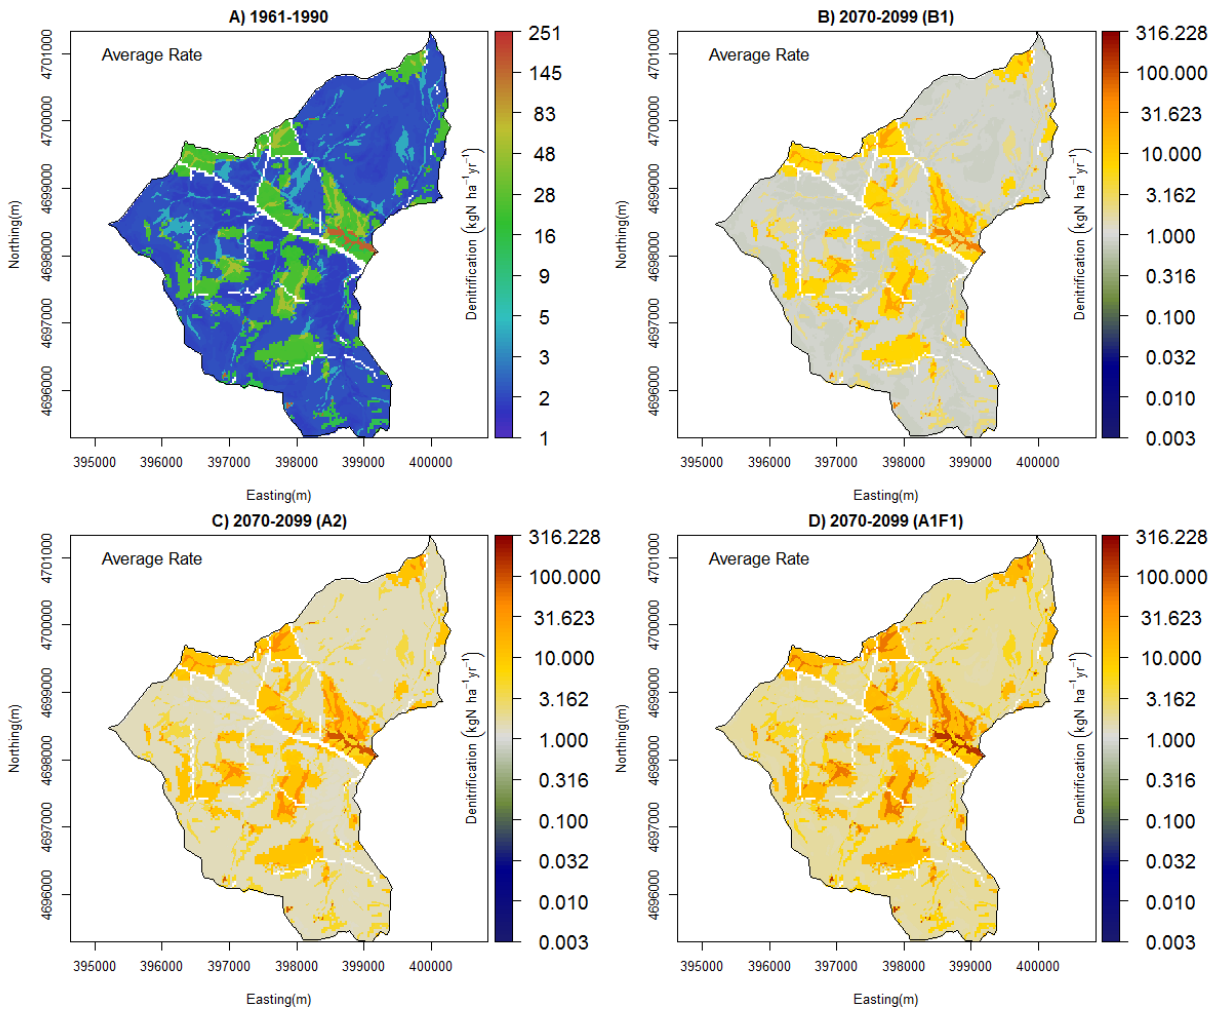 A) 1961-1990
Average Rate
Northing(m)
4701000
4700000
4699000
4698000
4697000
4696000
395000 396000 397000 398000 399000 400000
Easting(m)
251
145
83
48
28
16
9
5
3
2
1
Denitrification (kgN ha⁻¹yr⁻¹)
B) 2070-2099 (B1)
Average Rate
Northing(m)
4701000
4700000
4699000
4698000
4697000
4696000
395000 396000 397000 398000 399000 400000
Easting(m)
316.228
100.000
31.623
10.000
3.162
1.000
0.316
0.100
0.032
0.010
0.003
Denitrification (kgN ha⁻¹yr⁻¹)
C) 2070-2099 (A2)
Average Rate
Northing(m)
4701000
4700000
4699000
4698000
4697000
4696000
395000 396000 397000 398000 399000 400000
Easting(m)
316.228
100.000
31.623
10.000
3.162
1.000
0.316
0.100
0.032
0.010
0.003
Denitrification (kgN ha⁻¹yr⁻¹)
D) 2070-2099 (A1F1)
Average Rate
Northing(m)
4701000
4700000
4699000
4698000
4697000
4696000
395000 396000 397000 398000 399000 400000
Easting(m)
316.228
100.000
31.623
10.000
3.162
1.000
0.316
0.100
0.032
0.010
0.003
Denitrification (kgN ha⁻¹yr⁻¹)